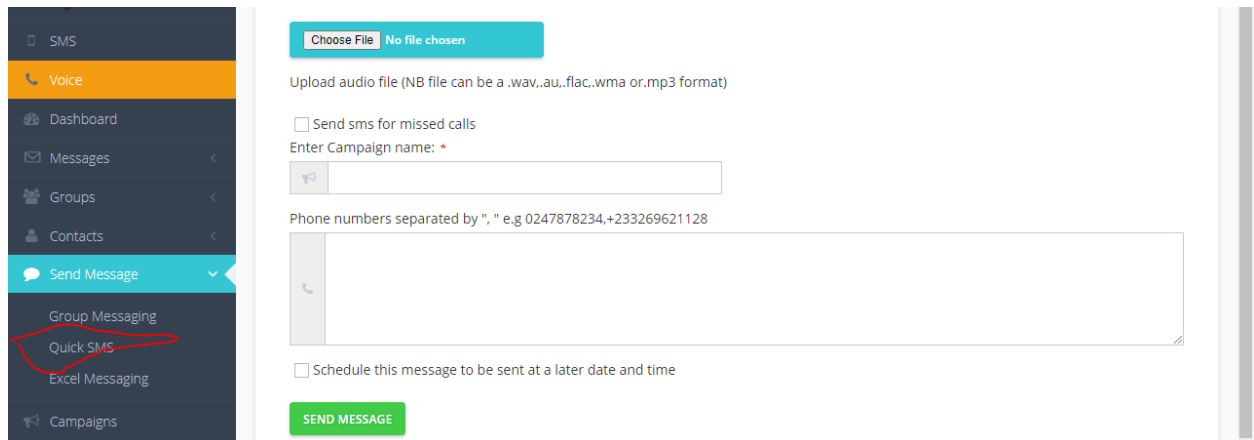 SMS
Voice
Dashboard
Messages
Groups
Contacts
Send Message
Group Messaging
Quick SMS
Excel Messaging
Campaigns
Choose File No file chosen
Upload audio file (NB file can be a .wav,.au,.flac,.wma or.mp3 format)
Send sms for missed calls
Enter Campaign name: *
Phone numbers separated by ", " e.g 0247878234,+233269621128
Schedule this message to be sent at a later date and time
SEND MESSAGE